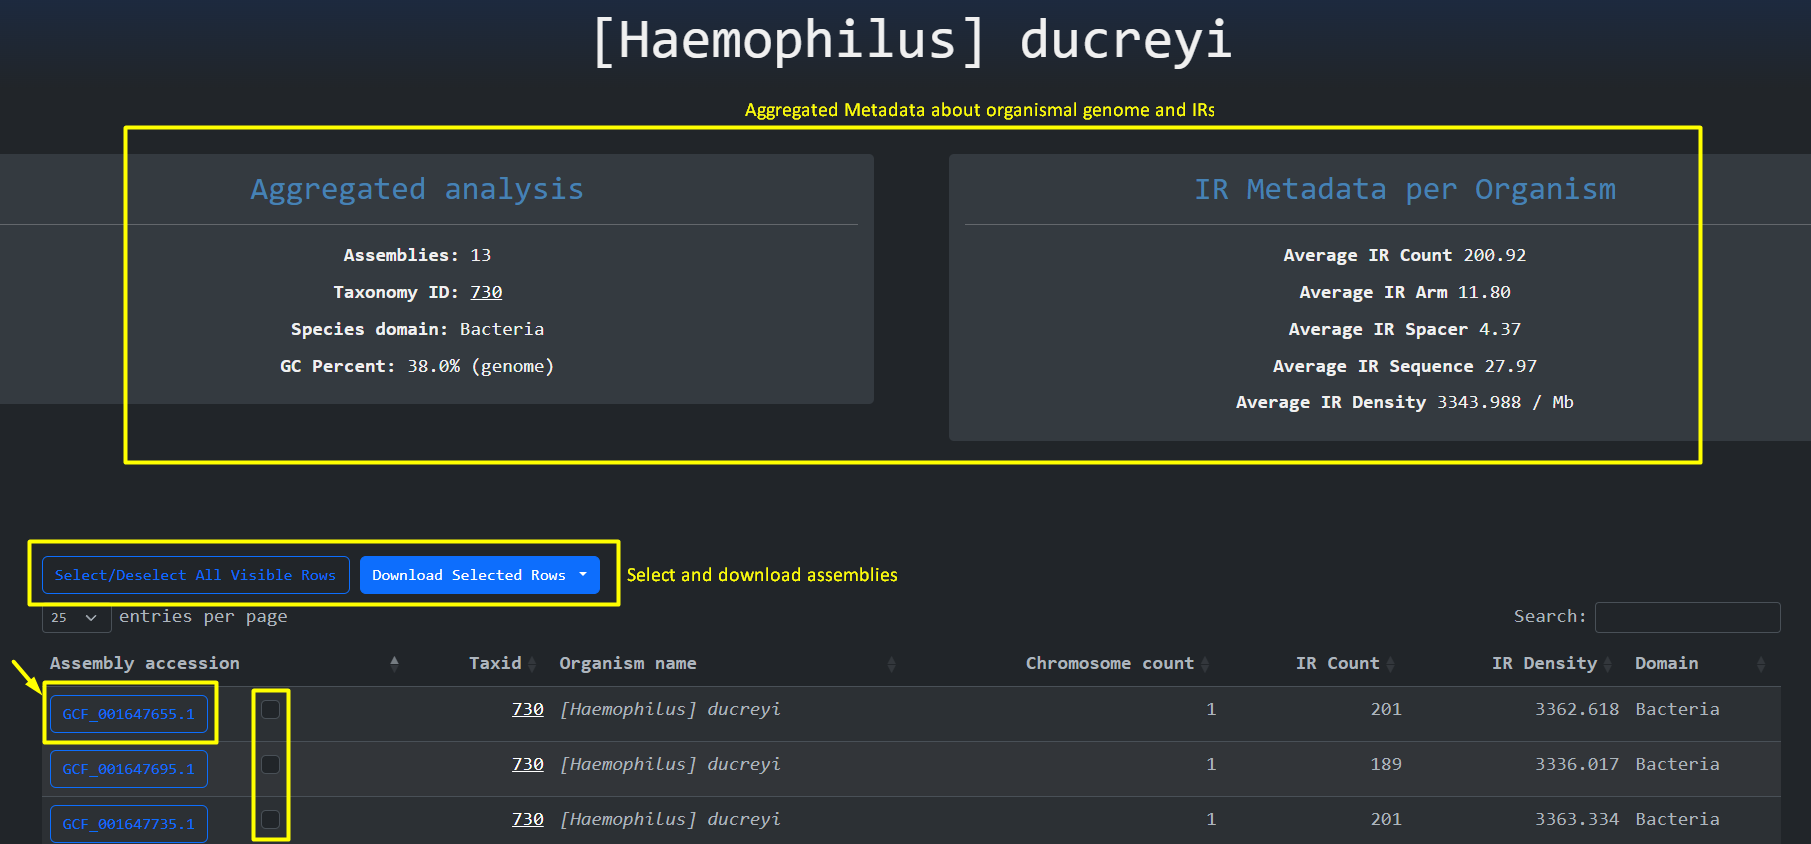 [Haemophilus] ducreyi
Aggregated Metadata about organismal genome and IRs
Aggregated analysis
Assemblies: 13
Taxonomy ID: 730
Species domain: Bacteria
GC Percent: 38.0% (genome)
IR Metadata per Organism
Average IR Count 200.92
Average IR Arm 11.80
Average IR Spacer 4.37
Average IR Sequence 27.97
Average IR Density 3343.988 / Mb
Select/Deselect All Visible Rows Download Selected Rows Select and download assemblies
25 entries per page Search:
Assembly accession Taxid Organism name Chromosome count IR Count IR Density Domain
GCF_001647655.1 730 [Haemophilus] ducreyi 1 201 3362.618 Bacteria
GCF_001647695.1 730 [Haemophilus] ducreyi 1 189 3336.017 Bacteria
GCF_001647735.1 730 [Haemophilus] ducreyi 1 201 3363.334 Bacteria